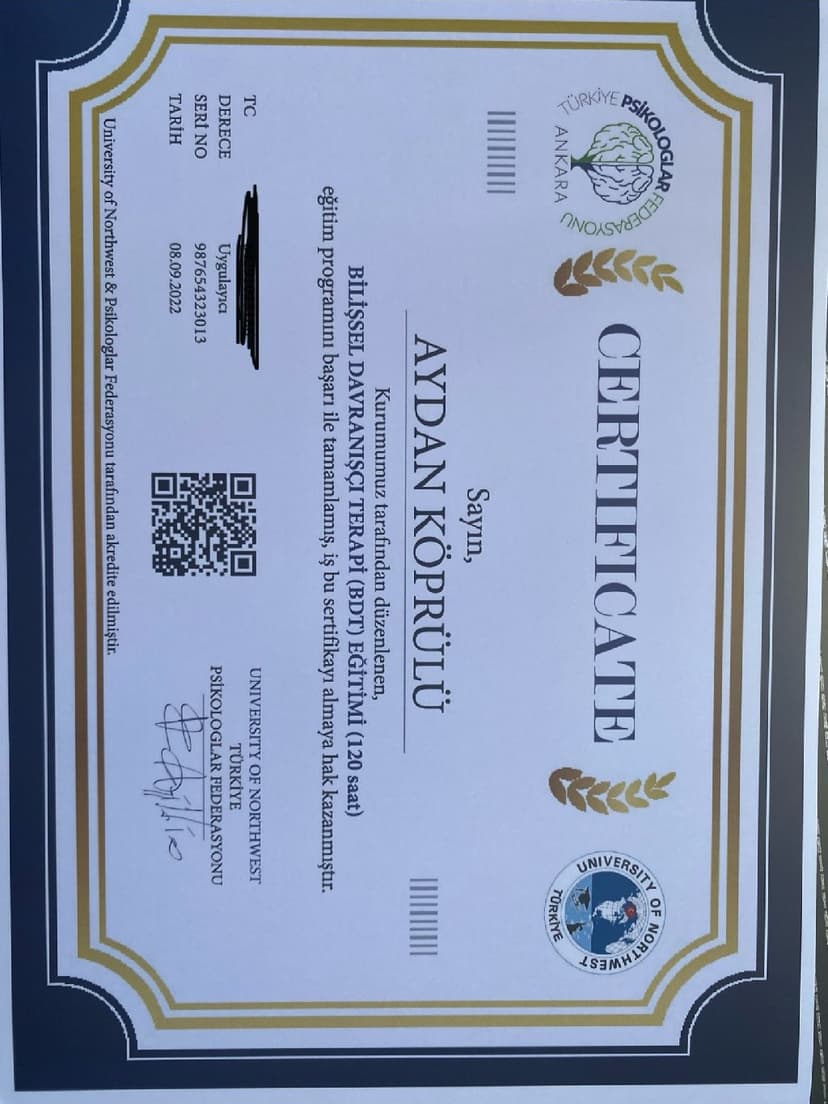 TÜRKİYE PSİKOLOGLAR FEDERASYONU
ANKARA
CERTIFICATE
UNIVERSITY OF NORTHWEST
TÜRKİYE
Sayın,
AYDAN KÖPRÜLÜ
Kurumumuz tarafından düzenlenen,
BİLİŞSEL DAVRANIŞÇI TERAPİ (BDT) EĞİTİMİ (120 saat)
eğitim programını başarı ile tamamlamış, iş bu sertifikayı almaya hak kazanmıştır.
TC
DERECE Uygulayıcı
SERİ NO 987654323013
TARİH 08.09.2022
UNIVERSITY OF NORTHWEST
TÜRKİYE
PSİKOLOGLAR FEDERASYONU
University of Northwest & Psikologlar Federasyonu tarafından akredite edilmiştir.